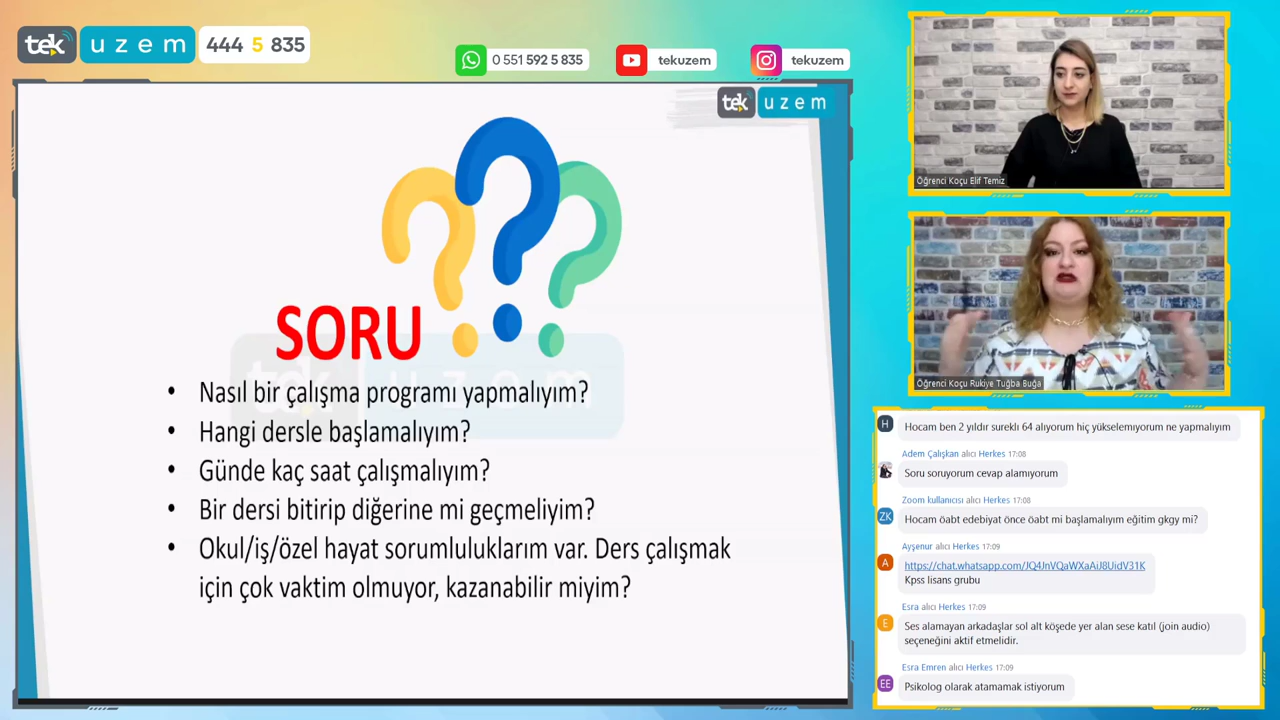 tek uzem 444 5 835
0 551 592 5 835
tekuzem
tekuzem
tek uzem
SORU
• Nasıl bir çalışma programı yapmalıyım?
• Hangi dersle başlamalıyım?
• Günde kaç saat çalışmalıyım?
• Bir dersi bitirip diğerine mi geçmeliyim?
• Okul/iş/özel hayat sorumluluklarım var. Ders çalışmak
için çok vaktim olmuyor, kazanabilir miyim?
tek uzem
Öğrenci Koçu Elif Temiz
Öğrenci Koçu Rukiye Tuğba Buğa
H
Hocam ben 2 yıldır sureklı 64 alıyorum hiç yükselemıyorum ne yapmalıyım
Adem Çalışkan alıcı Herkes 17:08
Soru soruyorum cevap alamıyorum
Zoom kullanıcısı alıcı Herkes 17:08
ZK
Hocam öabt edebiyat önce öabt mi başlamalıyım eğitim gkgy mi?
Ayşenur alıcı Herkes 17:09
A
https://chat.whatsapp.com/JQ4JnVQaWXaAiJ8UidV31K
Kpss lisans grubu
Esra alıcı Herkes 17:09
E
Ses alamayan arkadaşlar sol alt köşede yer alan sese katıl (join audio)
seçeneğini aktif etmelidir.
Esra Emren alıcı Herkes 17:09
EE
Psikolog olarak atamamak istiyorum